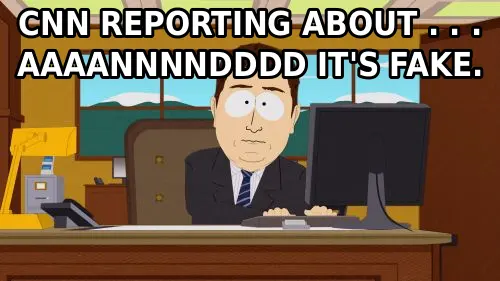 CNN REPORTING ABOUT . . .
AAAANNNNDDDD IT'S FAKE.